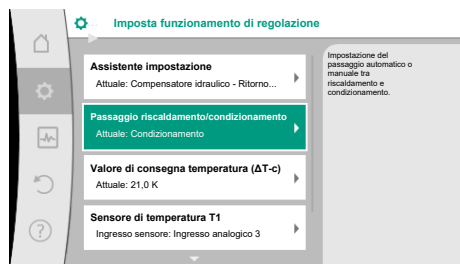 Imposta funzionamento di regolazione
Assistente impostazione
Attuale: Compensatore idraulico - Ritorno...
Passaggio riscaldamento/condizionamento
Attuale: Condizionamento
Valore di consegna temperatura (ΔT-c)
Attuale: 21,0 K
Sensore di temperatura T1
Ingresso sensore: Ingresso analogico 3
Impostazione del
passaggio automatico o
manuale tra
riscaldamento e
condizionamento.